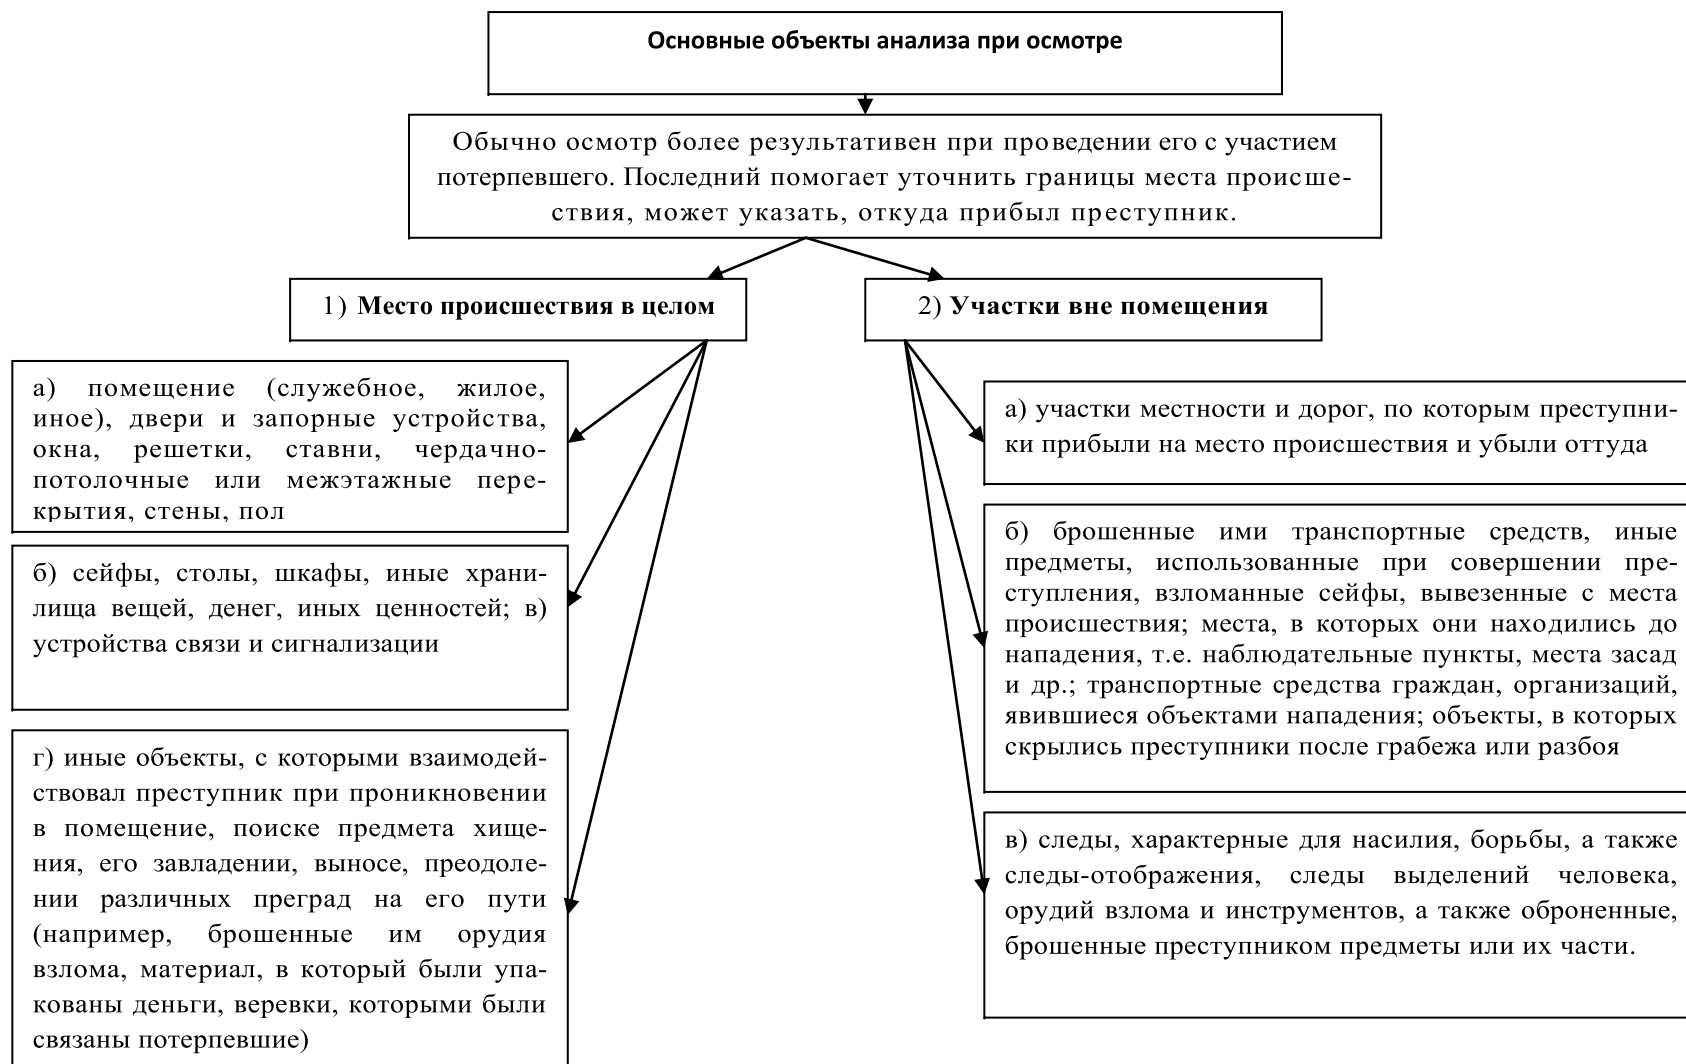 Основные объекты анализа при осмотре
Обычно осмотр более результативен при проведении его с участием
потерпевшего. Последний помогает уточнить границы места происше-
ствия, может указать, откуда прибыл преступник.
1) Место происшествия в целом
а) помещение (служебное, жилое,
иное), двери и запорные устройства,
окна, решетки, ставни, чердачно-
потолочные или межэтажные пере-
крытия, стены, пол
б) сейфы, столы, шкафы, иные храни-
лища вещей, денег, иных ценностей; в)
устройства связи и сигнализации
г) иные объекты, с которыми взаимодей-
ствовал преступник при проникновении
в помещение, поиске предмета хище-
ния, его завладении, выносе, преодоле-
нии различных преград на его пути
(например, брошенные им орудия
взлома, материал, в который были упа-
кованы деньги, веревки, которыми были
связаны потерпевшие)
2) Участки вне помещения
а) участки местности и дорог, по которым преступни-
ки прибыли на место происшествия и убыли оттуда
б) брошенные ими транспортные средств, иные
предметы, использованные при совершении пре-
ступления, взломанные сейфы, вывезенные с места
происшествия; места, в которых они находились до
нападения, т.е. наблюдательные пункты, места засад
и др.; транспортные средства граждан, организаций,
явившиеся объектами нападения; объекты, в которых
скрылись преступники после грабежа или разбоя
в) следы, характерные для насилия, борьбы, а также
следы-отображения, следы выделений человека,
орудий взлома и инструментов, а также оброненные,
брошенные преступником предметы или их части.